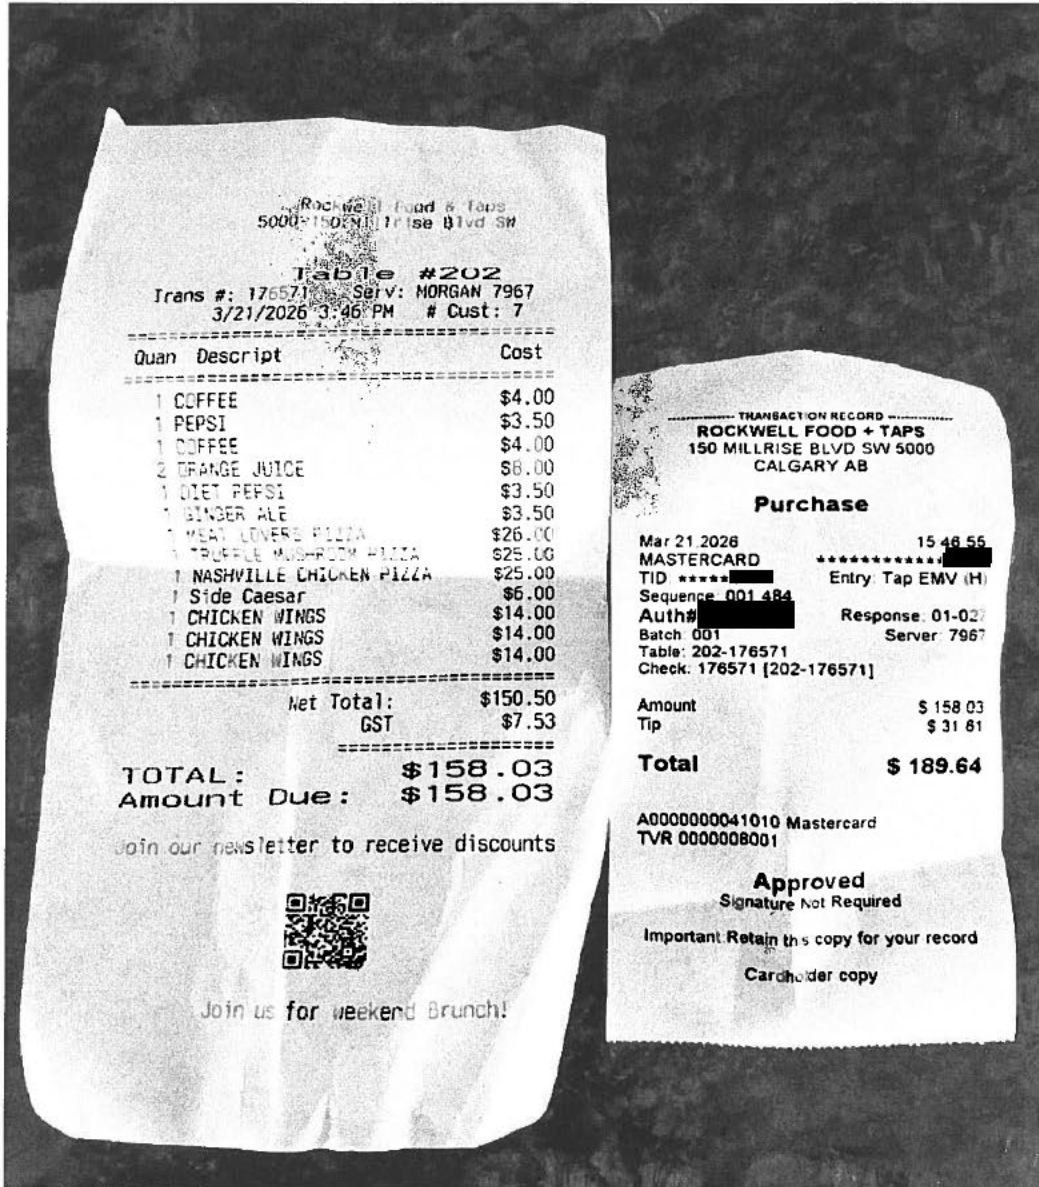 Rockwell Food & Taps
5000-150 Millrise Blvd SW
Table #202
Trans #: 176571 Serv: MORGAN 7967
3/21/2026 3:46 PM # Cust: 7
Quan Descript Cost
1 COFFEE $4.00
1 PEPSI $3.50
1 COFFEE $4.00
2 ORANGE JUICE $8.00
1 DIET PEPSI $3.50
1 GINGER ALE $3.50
1 MEAT LOVERS PIZZA $26.00
1 TRUFFLE MUSHROOM PIZZA $25.00
1 NASHVILLE CHICKEN PIZZA $25.00
1 Side Caesar $6.00
1 CHICKEN WINGS $14.00
1 CHICKEN WINGS $14.00
1 CHICKEN WINGS $14.00
Net Total: $150.50
GST $7.53
TOTAL: $158.03
Amount Due: $158.03
Join our newsletter to receive discounts
Join us for weekend Brunch!
TRANSACTION RECORD
ROCKWELL FOOD + TAPS
150 MILLRISE BLVD SW 5000
CALGARY AB
Purchase
Mar 21,2026 15:46:55
MASTERCARD ************
TID: ***** Entry: Tap EMV (H)
Sequence: 001 484
Auth# Response: 01-027
Batch: 001 Server: 7967
Table: 202-176571
Check: 176571 [202-176571]
Amount $ 158.03
Tip $ 31.61
Total $ 189.64
A0000000041010 Mastercard
TVR 0000008001
Approved
Signature Not Required
Important:Retain this copy for your record
Cardholder copy